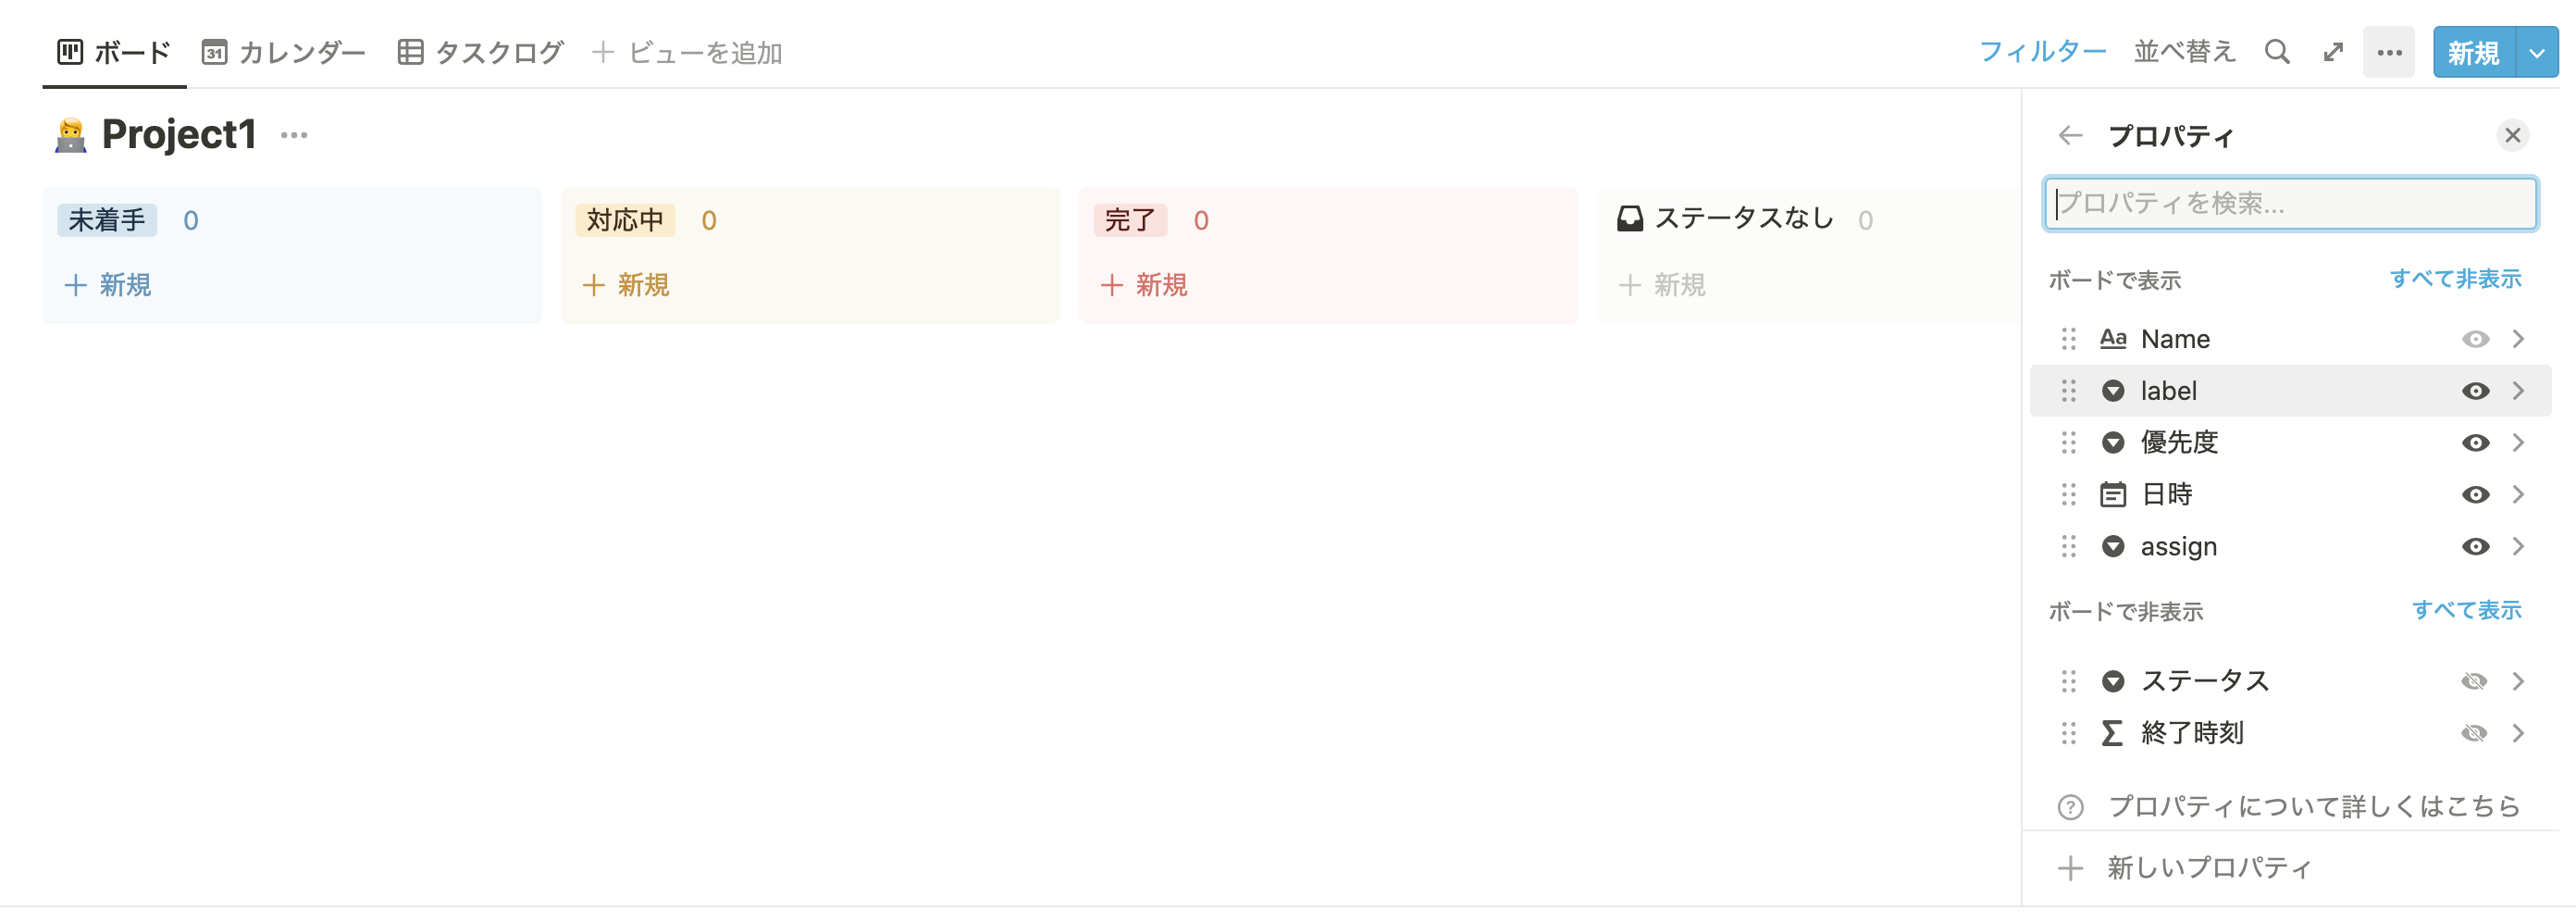 ボード 31 カレンダー タスクログ + ビューを追加 フィルター 並べ替え ••• 新規
Project1 •••
未着手 0
+ 新規
対応中 0
+ 新規
完了 0
+ 新規
ステータスなし 0
+ 新規
← プロパティ ×
プロパティを検索...
ボードで表示 すべて非表示
Aa Name
label
優先度
日時
assign
ボードで非表示 すべて表示
ステータス
Σ 終了時刻
? プロパティについて詳しくはこちら
+ 新しいプロパティ